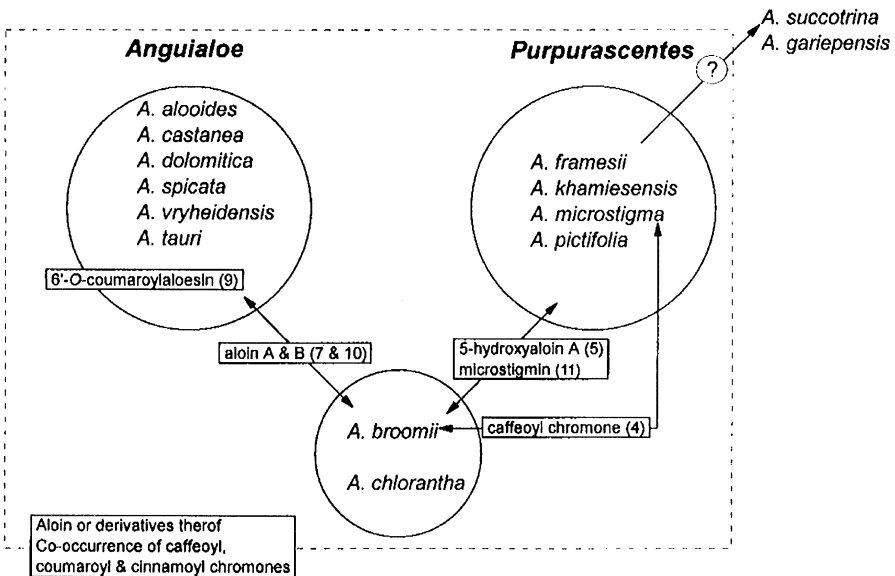 A. succotrina
A. gariepensis
Anguialoe
Purpurascentes
?
A. alooides
A. castanea
A. dolomitica
A. spicata
A. vryheidensis
A. tauri
A. framesii
A. khamiesensis
A. microstigma
A. pictifolia
6'-O-coumaroylaloesin (9)
aloin A & B (7 & 10)
5-hydroxyaloin A (5)
microstigmin (11)
A. broomii
caffeoyl chromone (4)
A. chlorantha
Aloin or derivatives therof
Co-occurrence of caffeoyl,
coumaroyl & cinnamoyl chromones